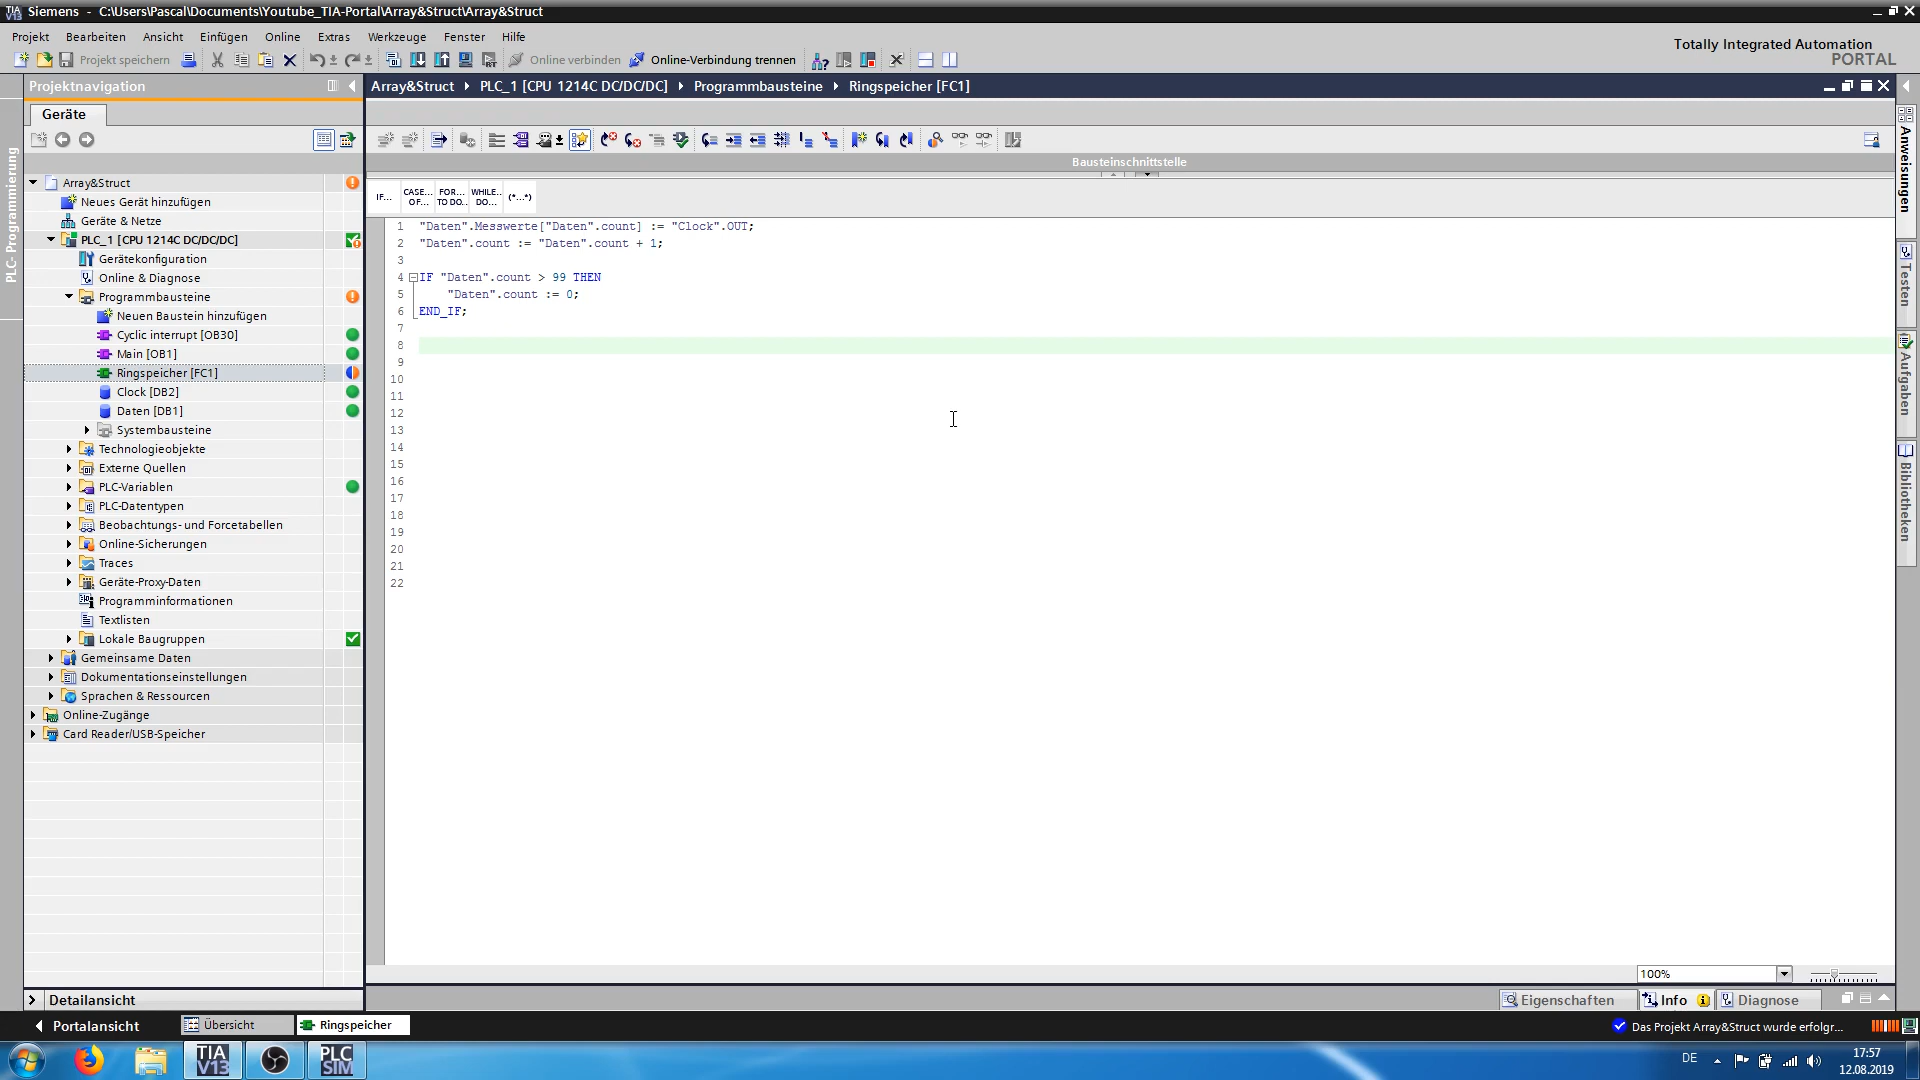 Siemens - C:\Users\Pascal\Documents\Youtube_TIA-Portal\Array&Struct\Array&Struct
Projekt Bearbeiten Ansicht Einfügen Online Extras Werkzeuge Fenster Hilfe
Totally Integrated Automation
PORTAL
Projekt speichern Online verbinden Online-Verbindung trennen
Projektnavigation
Array&Struct PLC_1 [CPU 1214C DC/DC/DC] Programmbausteine Ringspeicher [FC1]
Geräte
Bausteinschnittstelle
IF... CASE... OF... FOR... TO DO.. WHILE.. DO... (*...*)
Array&Struct
Neues Gerät hinzufügen
Geräte & Netze
PLC_1 [CPU 1214C DC/DC/DC]
Gerätekonfiguration
Online & Diagnose
Programmbausteine
Neuen Baustein hinzufügen
Cyclic interrupt [OB30]
Main [OB1]
Ringspeicher [FC1]
Clock [DB2]
Daten [DB1]
Systembausteine
Technologieobjekte
Externe Quellen
PLC-Variablen
PLC-Datentypen
Beobachtungs- und Forcetabellen
Online-Sicherungen
Traces
Geräte-Proxy-Daten
Programminformationen
Textlisten
Lokale Baugruppen
Gemeinsame Daten
Dokumentationseinstellungen
Sprachen & Ressourcen
Online-Zugänge
Card Reader/USB-Speicher
1 "Daten".Messwerte["Daten".count] := "Clock".OUT;
2 "Daten".count := "Daten".count + 1;
3
4 IF "Daten".count > 99 THEN
5 "Daten".count := 0;
6 END_IF;
7
8
9
10
11
12
13
14
15
16
17
18
19
20
21
22
PLC- Programmierung
Anweisungen
Testen
Aufgaben
Bibliotheken
100%
Detailansicht
Eigenschaften Info Diagnose
Portalansicht Übersicht Ringspeicher
Das Projekt Array&Struct wurde erfolgr...
TIA V13
PLC SIM
DE
17:57
12.08.2019